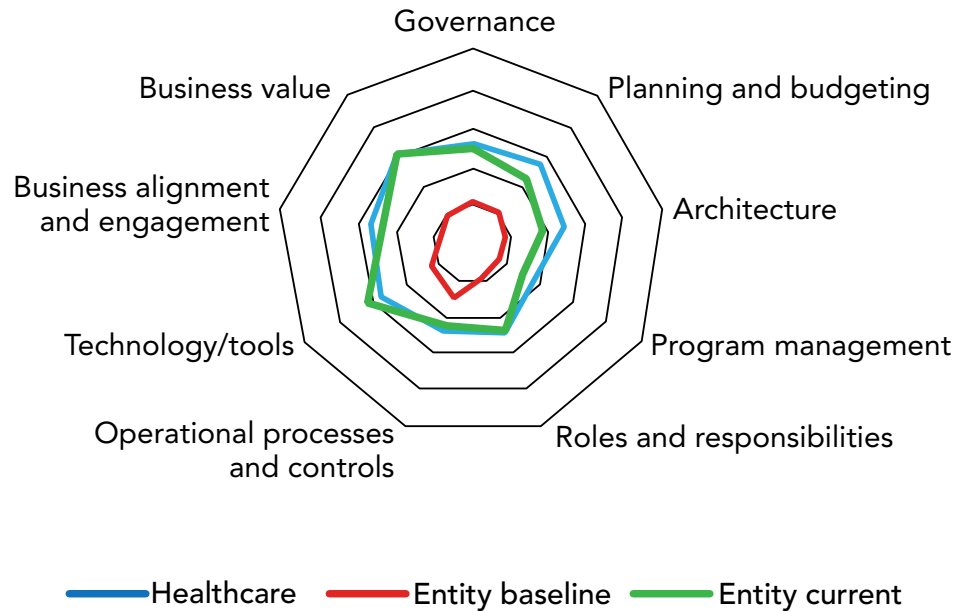 Governance
Business value
Planning and budgeting
Business alignment
and engagement
Architecture
Technology/tools
Program management
Operational processes
and controls
Roles and responsibilities
Healthcare
Entity baseline
Entity current